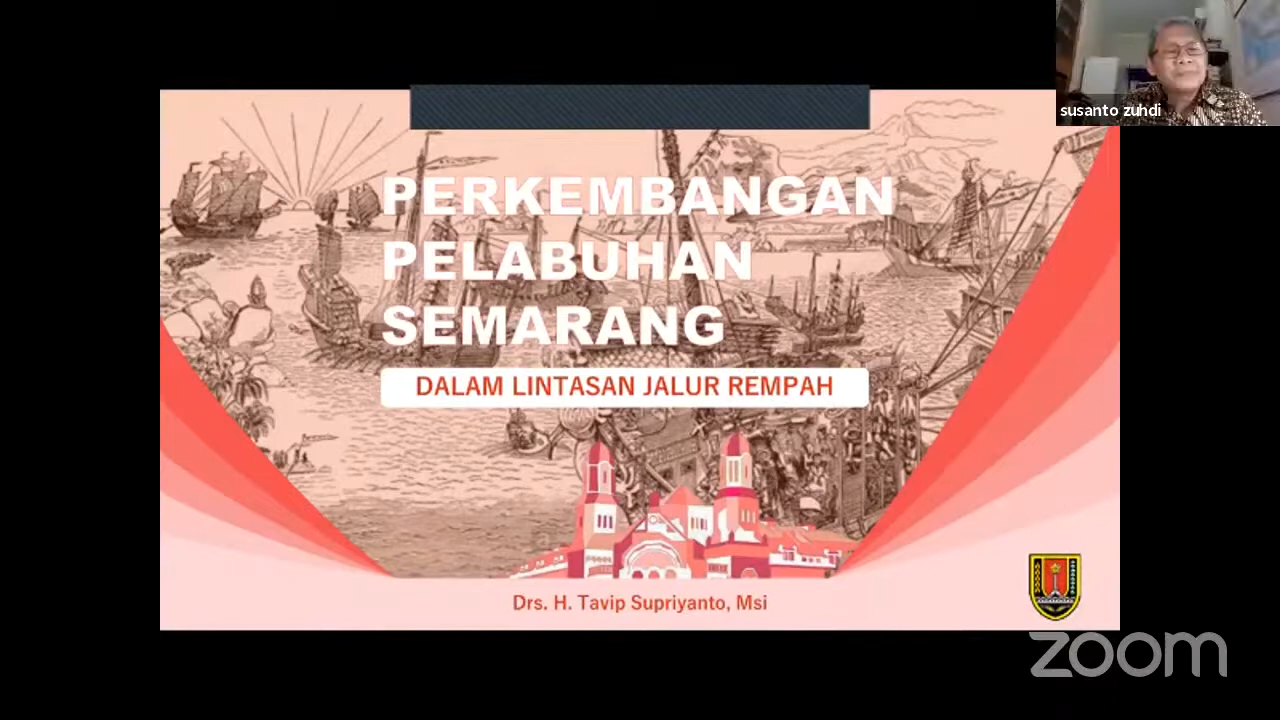 susanto zuhdi
PERKEMBANGAN
PELABUHAN
SEMARANG
DALAM LINTASAN JALUR REMPAH
Drs. H. Tavip Supriyanto, Msi
zoom